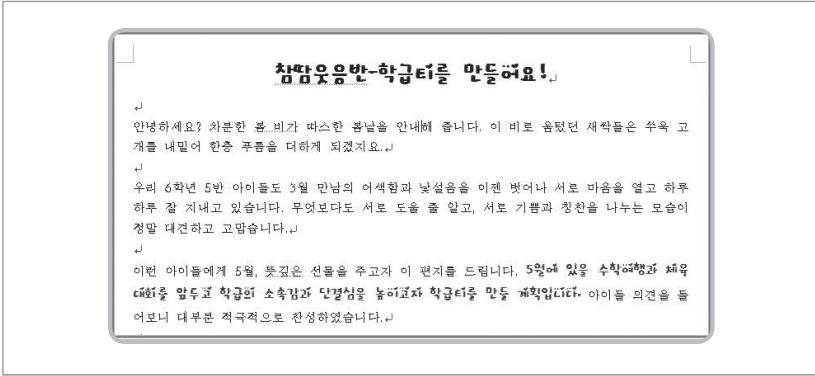 참땀웃음반-학급티를 만들어요!
안녕하세요? 차분한 봄 비가 따스한 봄날을 안내해 줍니다. 이 비로 움텄던 새싹들은 쑤욱 고
개를 내밀어 한층 푸름을 더하게 되겠지요.
우리 6학년 5반 아이들도 3월 만남의 어색함과 낯설음을 이젠 벗어나 서로 마음을 열고 하루
하루 잘 지내고 있습니다. 무엇보다도 서로 도울 줄 알고, 서로 기쁨과 칭찬을 나누는 모습이
정말 대견하고 고맙습니다.
이런 아이들에게 5월, 뜻깊은 선물을 주고자 이 편지를 드립니다. 5월에 있을 수학여행과 체육
대회를 앞두고 학급의 소속감과 단결심을 높이고자 학급티를 만들 계획입니다. 아이들 의견을 들
어보니 대부분 적극적으로 찬성하였습니다.